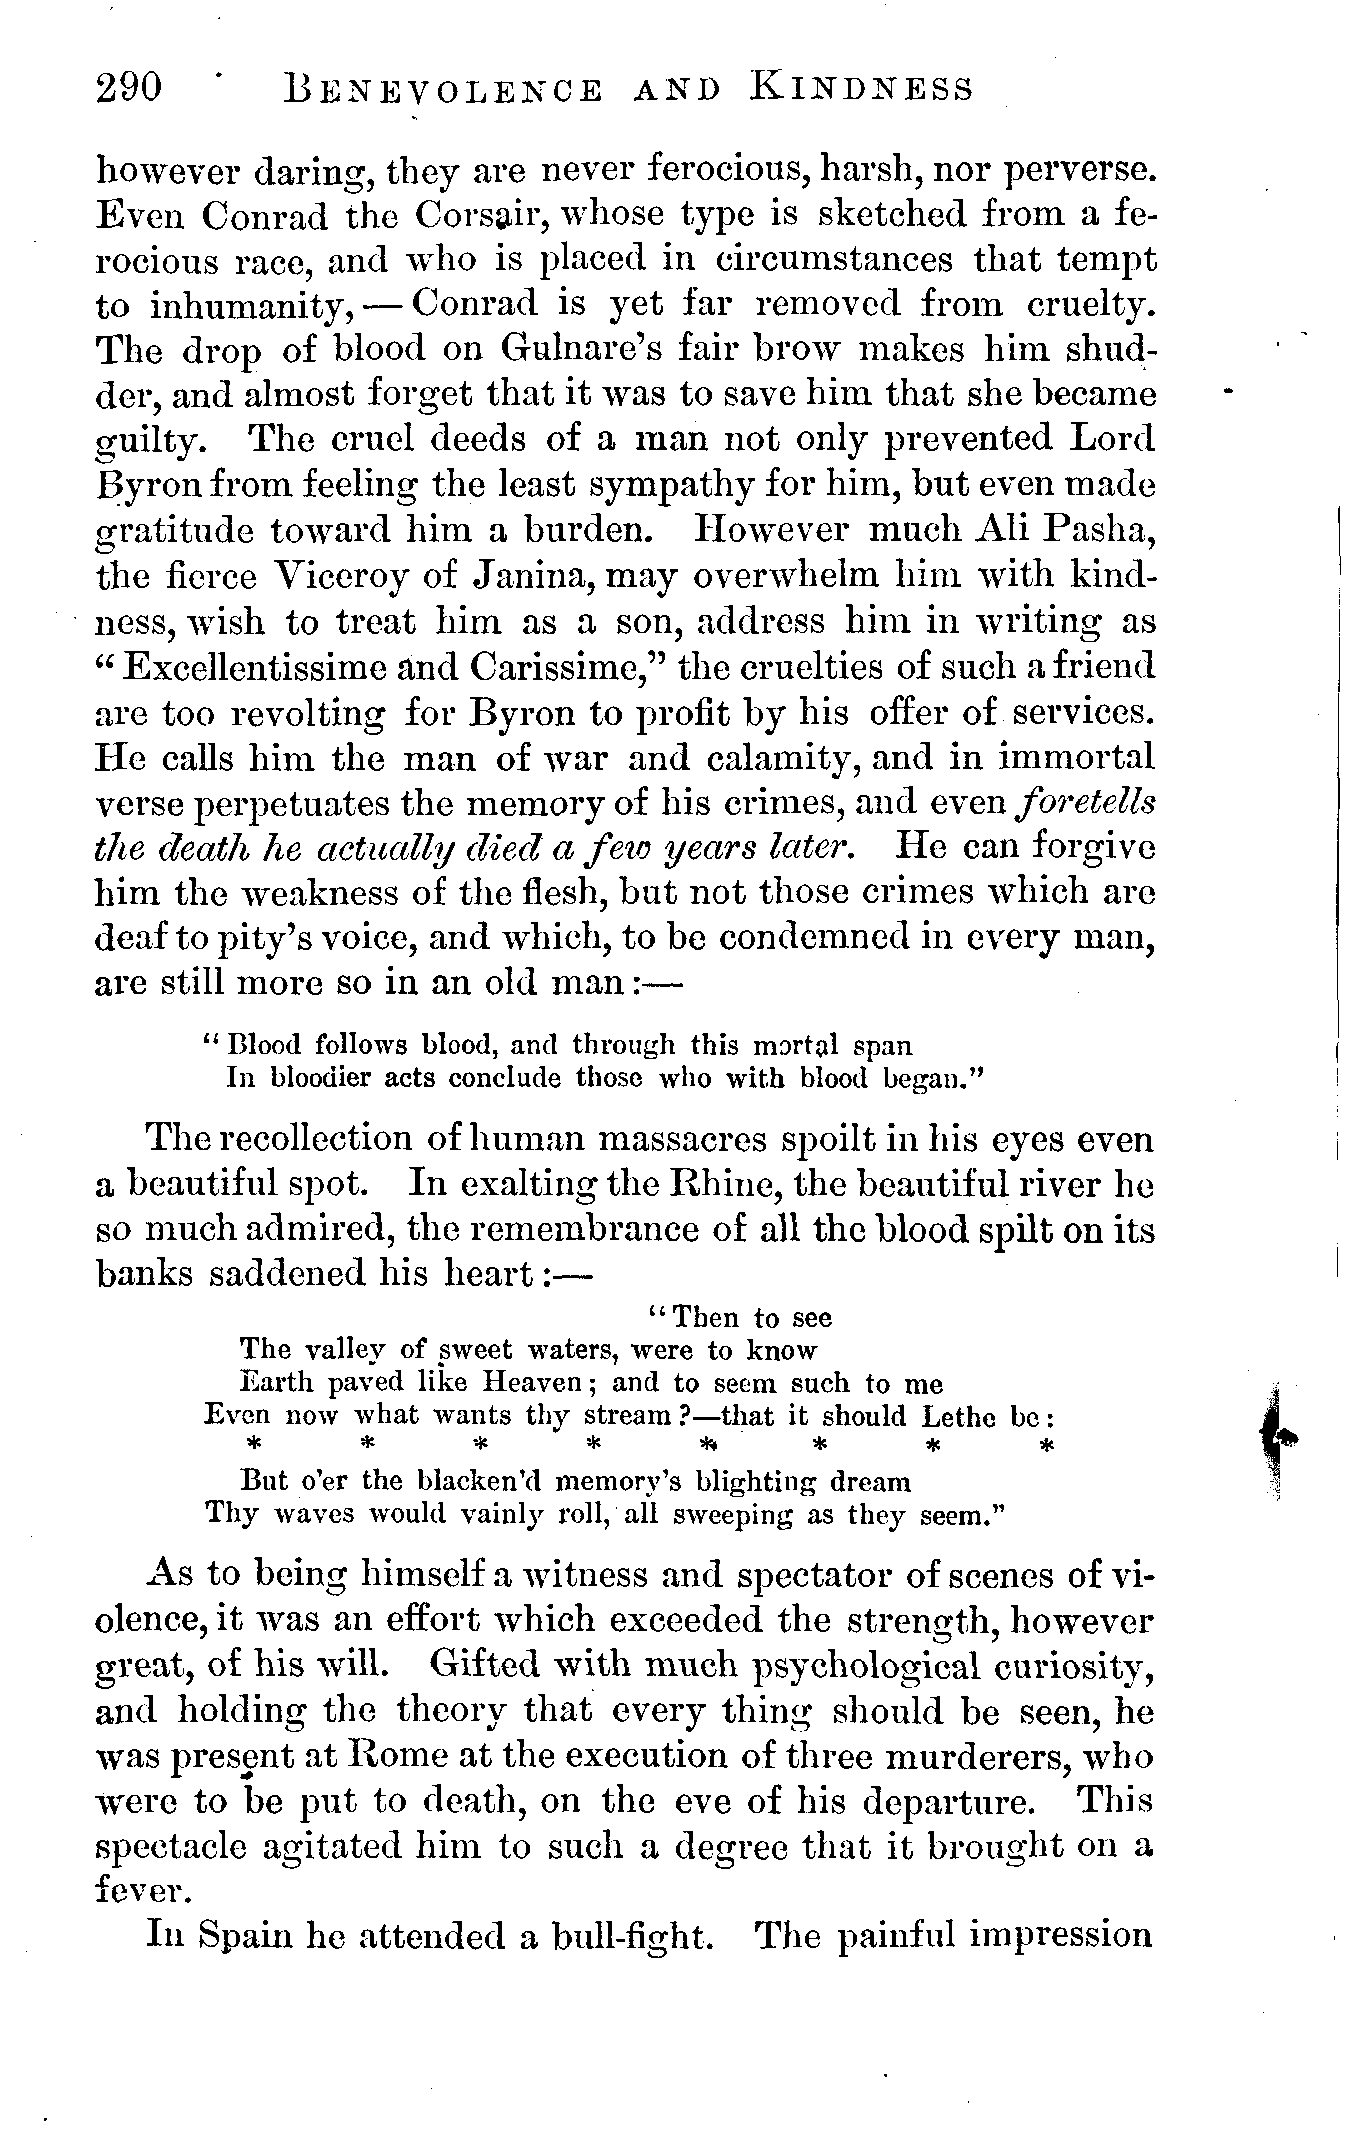 290 BENEVOLENCE AND KINDNESS
however daring, they are never ferocious, harsh, nor perverse.
Even Conrad the Corsair, whose type is sketched from a fe-
rocious race, and who is placed in circumstances that tempt
to inhumanity, — Conrad is yet far removed from cruelty.
The drop of blood on Gulnare's fair brow makes him shud-
der, and almost forget that it was to save him that she became
guilty. The cruel deeds of a man not only prevented Lord
Byron from feeling the least sympathy for him, but even made
gratitude toward him a burden. However much Ali Pasha,
the fierce Viceroy of Janina, may overwhelm him with kind-
ness, wish to treat him as a son, address him in writing as
"Excellentissime and Carissime," the cruelties of such a friend
are too revolting for Byron to profit by his offer of services.
He calls him the man of war and calamity, and in immortal
verse perpetuates the memory of his crimes, and even foretells
the death he actually died a few years later. He can forgive
him the weakness of the flesh, but not those crimes which are
deaf to pity's voice, and which, to be condemned in every man,
are still more so in an old man:—
"Blood follows blood, and through this mortal span
In bloodier acts conclude those who with blood began."
The recollection of human massacres spoilt in his eyes even
a beautiful spot. In exalting the Rhine, the beautiful river he
so much admired, the remembrance of all the blood spilt on its
banks saddened his heart:—
"Then to see
The valley of sweet waters, were to know
Earth paved like Heaven; and to seem such to me
Even now what wants thy stream?—that it should Lethe be:
* * * * * * * *
But o'er the blacken'd memory's blighting dream
Thy waves would vainly roll, all sweeping as they seem."
As to being himself a witness and spectator of scenes of vi-
olence, it was an effort which exceeded the strength, however
great, of his will. Gifted with much psychological curiosity,
and holding the theory that every thing should be seen, he
was present at Rome at the execution of three murderers, who
were to be put to death, on the eve of his departure. This
spectacle agitated him to such a degree that it brought on a
fever.
In Spain he attended a bull-fight. The painful impression